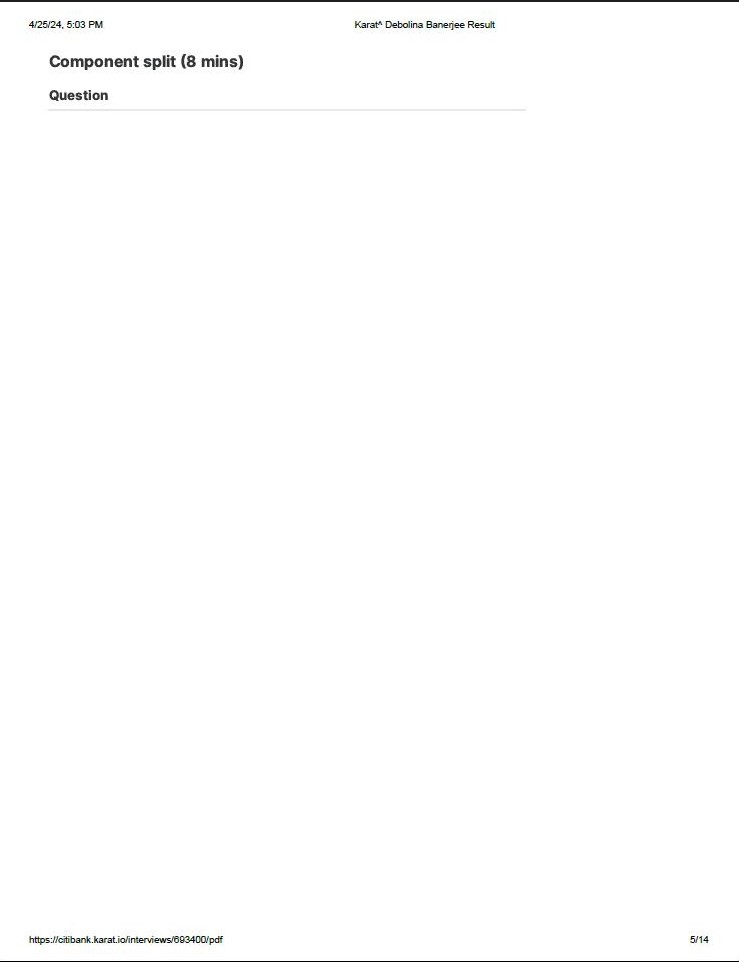 4/25/24, 5:03 PM Karat^ Debolina Banerjee Result
Component split (8 mins)
Question
https://citibank.karat.io/interviews/693400/pdf 5/14